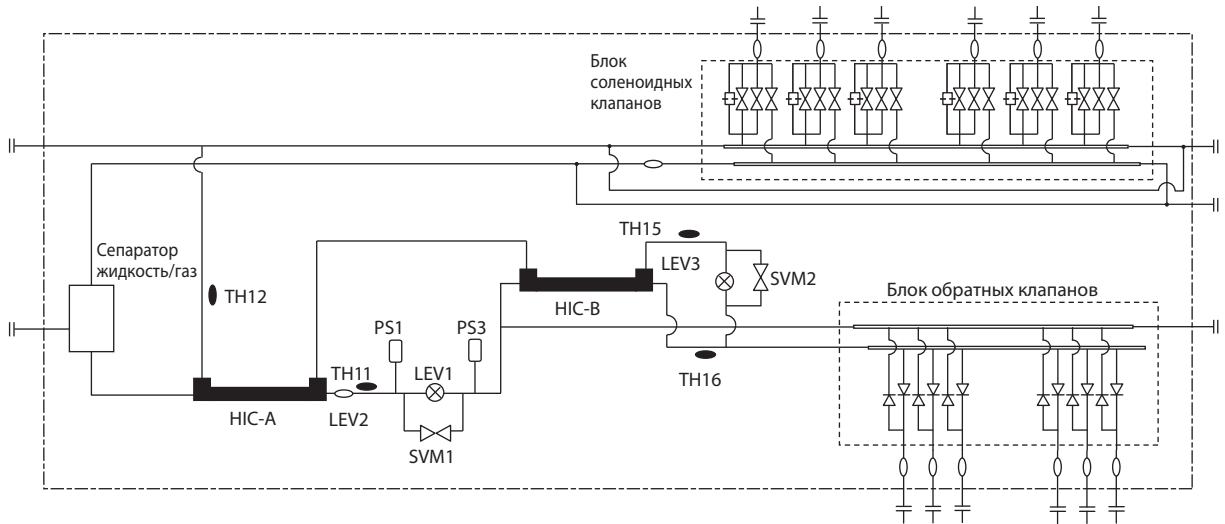 Блок
соленоидных
клапанов
TH15
LEV3
SVM2
Сепаратор
жидкость/газ
TH12
HIC-B
Блок обратных клапанов
PS1
PS3
TH11
LEV1
TH16
HIC-A
LEV2
SVM1